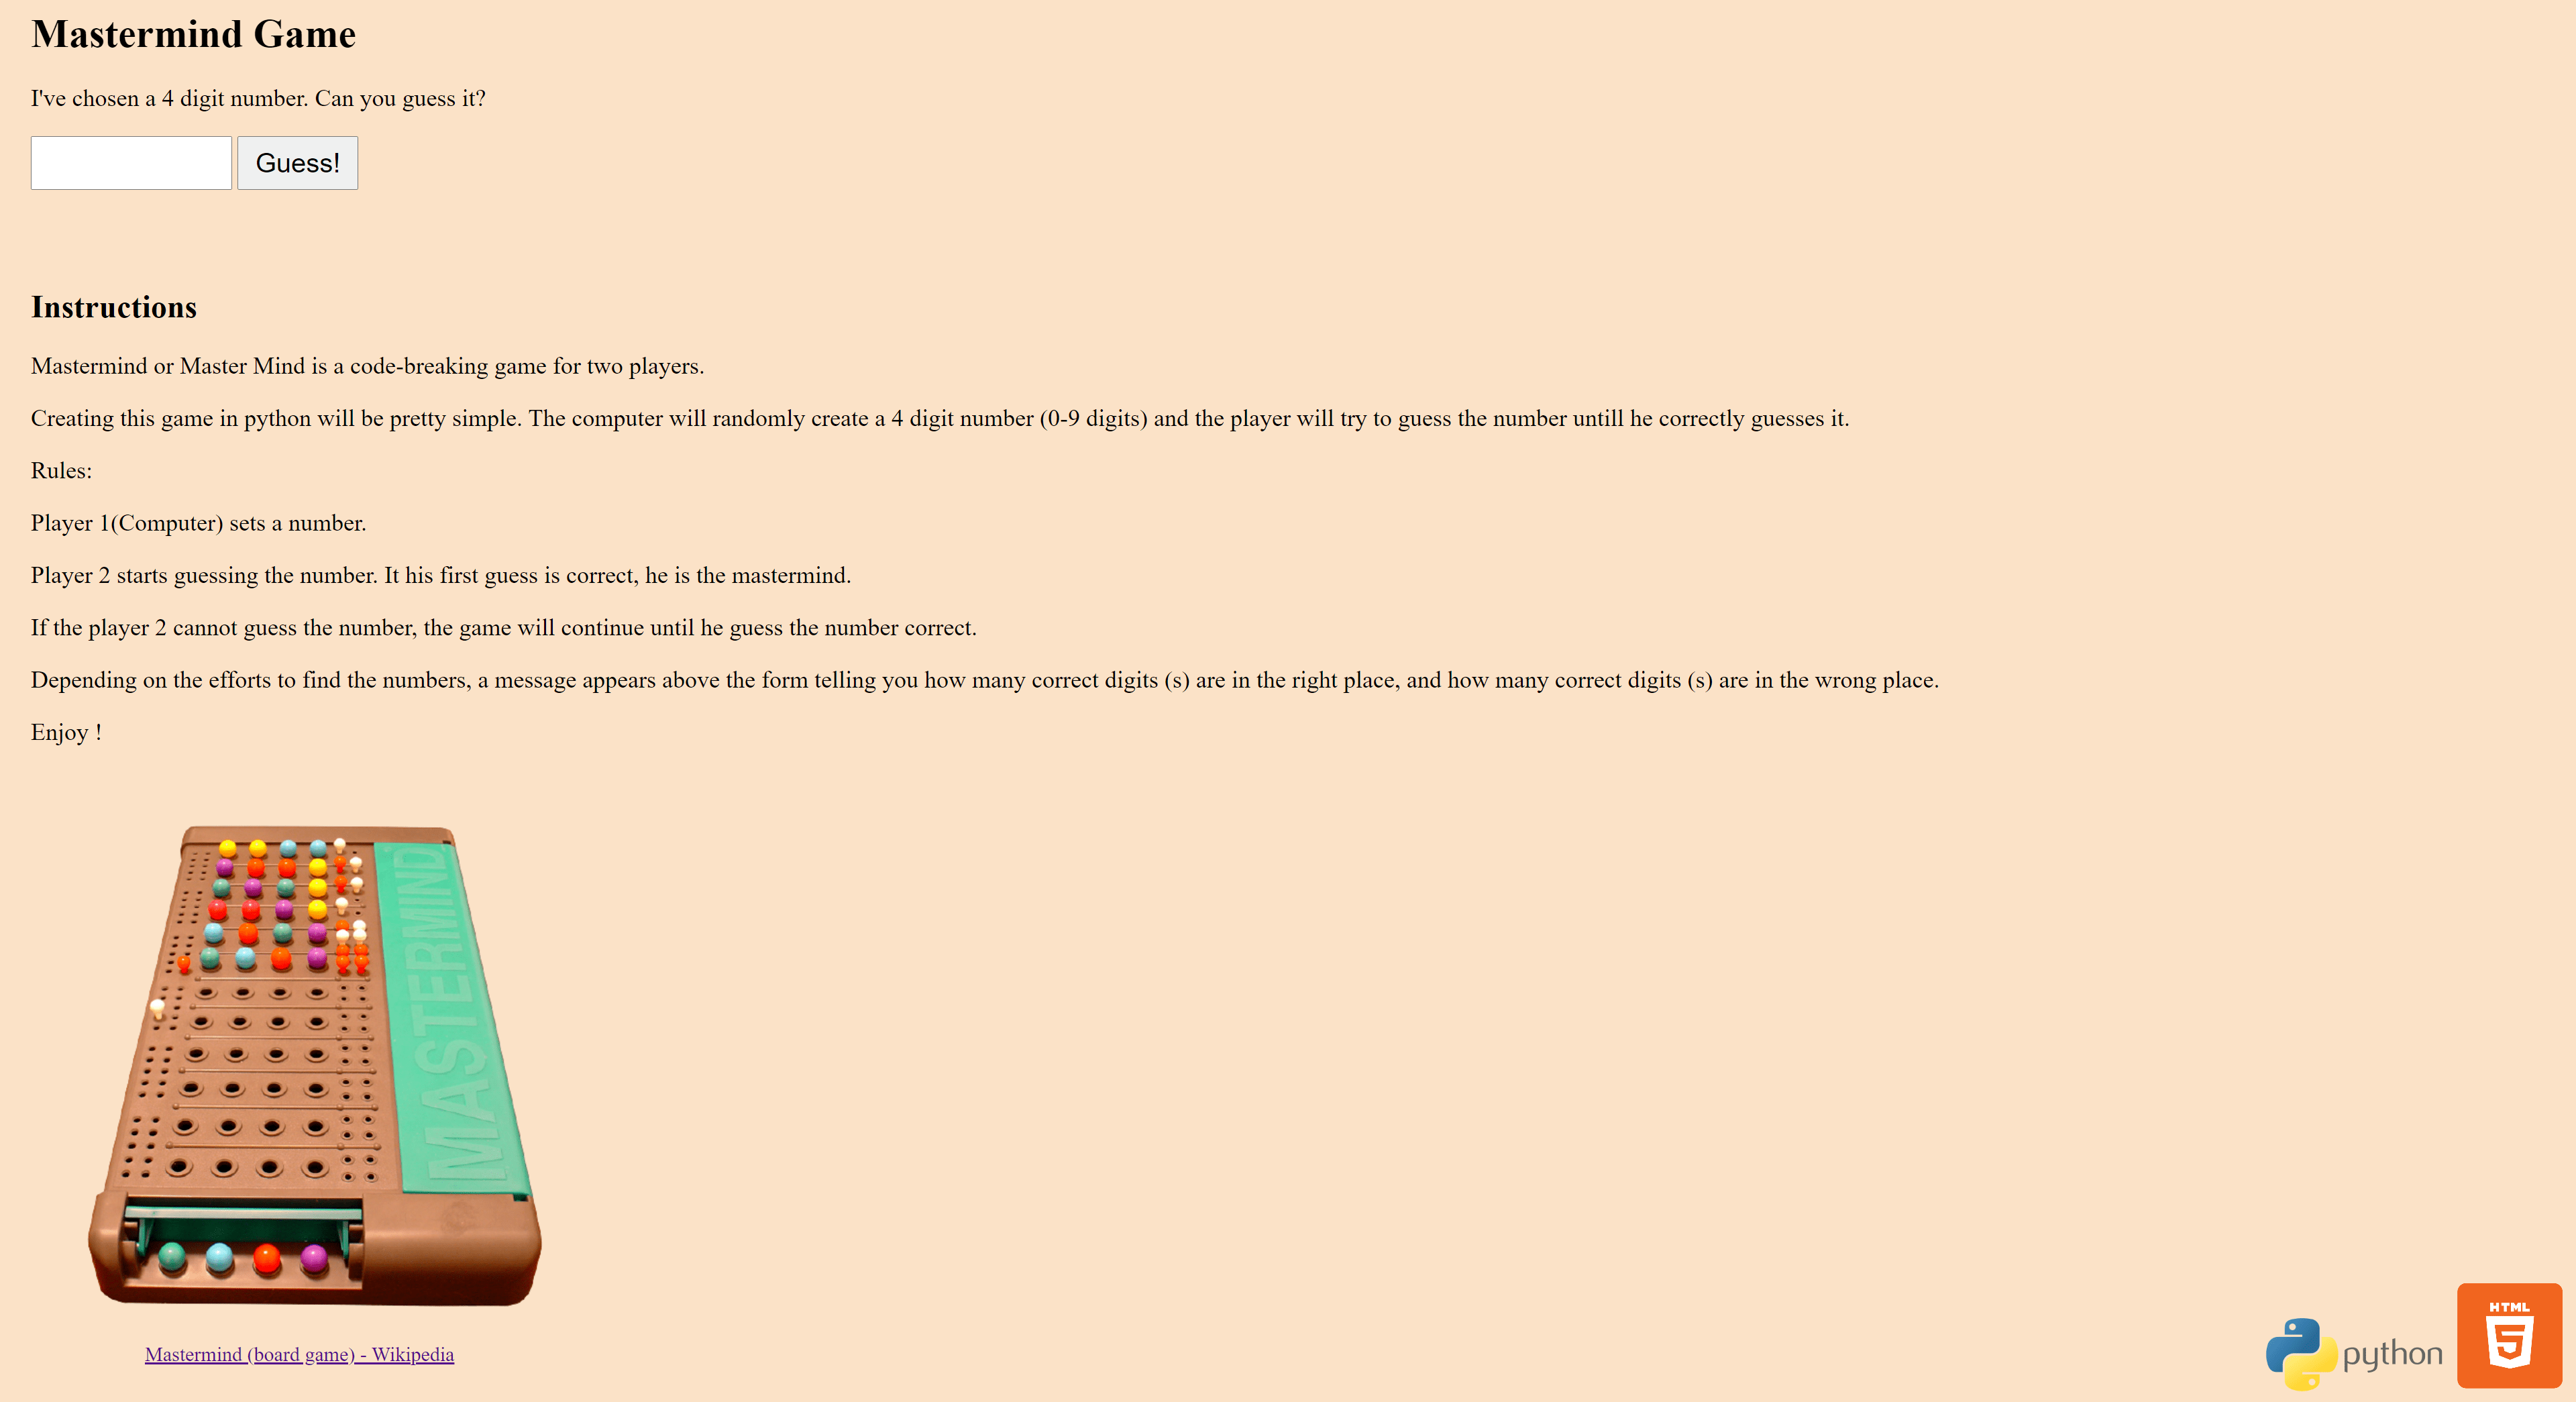 Mastermind Game
I've chosen a 4 digit number. Can you guess it?
Guess!
Instructions
Mastermind or Master Mind is a code-breaking game for two players.
Creating this game in python will be pretty simple. The computer will randomly create a 4 digit number (0-9 digits) and the player will try to guess the number untill he correctly guesses it.
Rules:
Player 1(Computer) sets a number.
Player 2 starts guessing the number. It his first guess is correct, he is the mastermind.
If the player 2 cannot guess the number, the game will continue until he guess the number correct.
Depending on the efforts to find the numbers, a message appears above the form telling you how many correct digits (s) are in the right place, and how many correct digits (s) are in the wrong place.
Enjoy !
MASTERMIND
Mastermind (board game) - Wikipedia
python
HTML
5